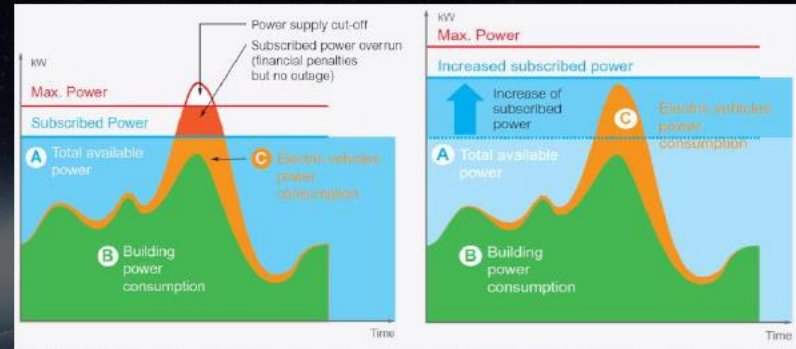 Power supply cut-off
Subscribed power overrun
(financial penalties
but no outage)
kW
Max. Power
Subscribed Power
A Total available
power
C Electric vehicles
power
consumption
B Building
power
consumption
Time
kW
Max. Power
Increased subscribed power
Increase of
subscribed
power
C Electric vehicles
power
consumption
A Total available
power
B Building
power
consumption
Time